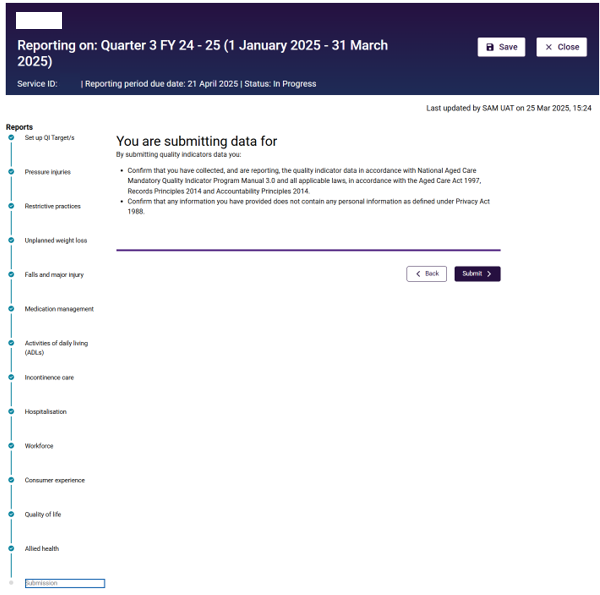 Reporting on: Quarter 3 FY 24 - 25 (1 January 2025 - 31 March
2025)
Save
Close
Service ID: | Reporting period due date: 21 April 2025 | Status: In Progress
Last updated by SAM UAT on 25 Mar 2025, 15:24
Reports
Set up QI Target/s
Pressure injuries
Restrictive practices
Unplanned weight loss
Falls and major injury
Medication management
Activities of daily living
(ADLs)
Incontinence care
Hospitalisation
Workforce
Consumer experience
Quality of life
Allied health
Submission
You are submitting data for
By submitting quality indicators data you:
• Confirm that you have collected, and are reporting, the quality indicator data in accordance with National Aged Care
Mandatory Quality Indicator Program Manual 3.0 and all applicable laws, in accordance with the Aged Care Act 1997,
Records Principles 2014 and Accountability Principles 2014.
• Confirm that any information you have provided does not contain any personal information as defined under Privacy Act
1988.
Back
Submit